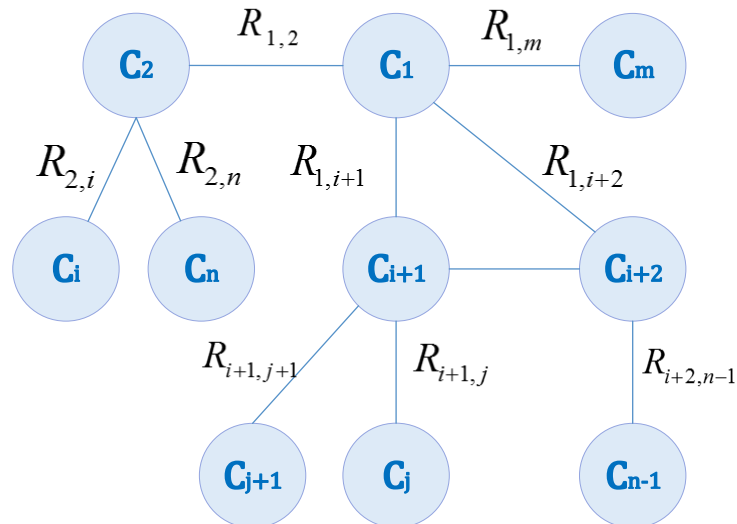 R1,2
R1,m
C2
C1
Cm
R2,i
R2,n
R1,i+1
R1,i+2
Ci
Cn
Ci+1
Ci+2
Ri+1,j+1
Ri+1,j
Ri+2,n−1
Cj+1
Cj
Cn-1